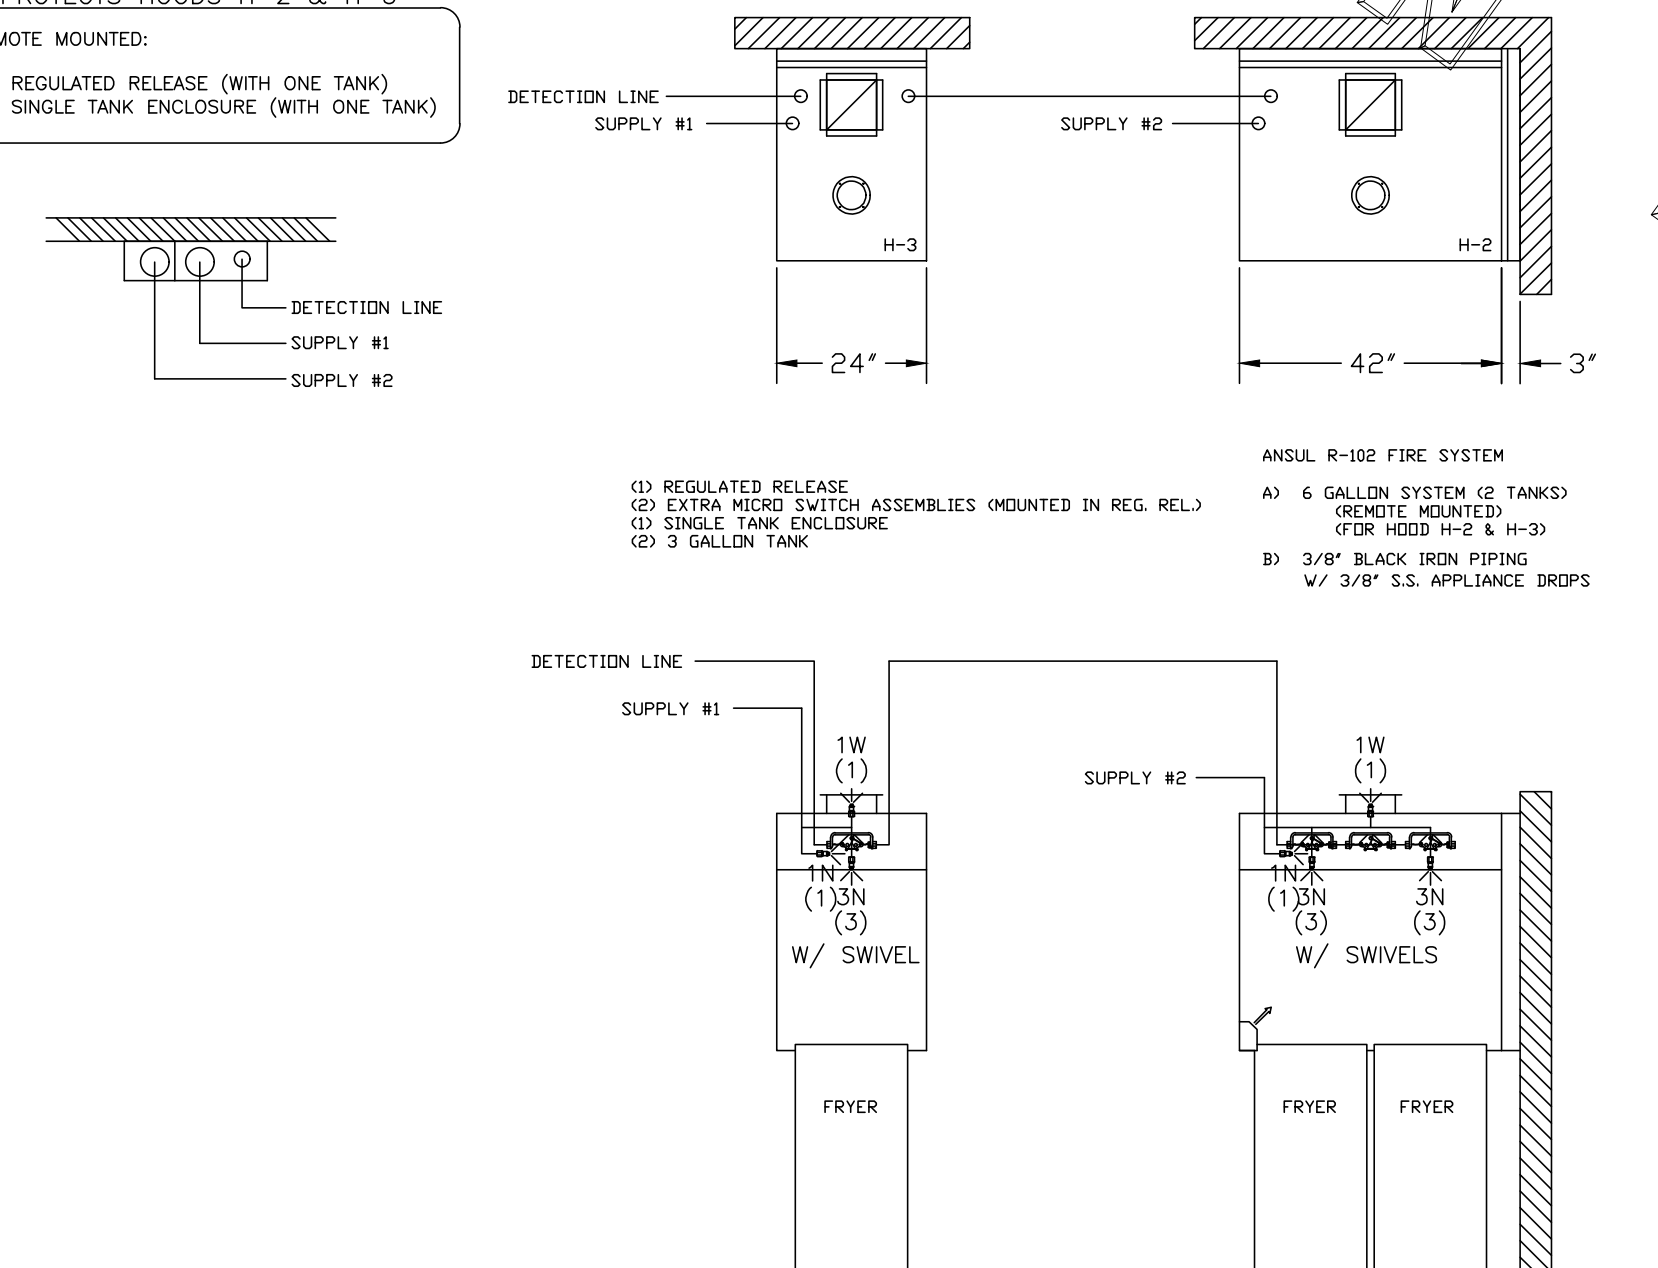 PROTECTS HOODS H-2 & H-3
MOTE MOUNTED:
REGULATED RELEASE (WITH ONE TANK)
SINGLE TANK ENCLOSURE (WITH ONE TANK)
DETECTION LINE
SUPPLY #1
SUPPLY #2
DETECTION LINE
SUPPLY #1
SUPPLY #2
H-3
H-2
24"
42"
3"
(1) REGULATED RELEASE
(2) EXTRA MICRO SWITCH ASSEMBLIES (MOUNTED IN REG. REL.)
(1) SINGLE TANK ENCLOSURE
(2) 3 GALLON TANK
ANSUL R-102 FIRE SYSTEM
A) 6 GALLON SYSTEM (2 TANKS)
(REMOTE MOUNTED)
(FOR HOOD H-2 & H-3)
B) 3/8" BLACK IRON PIPING
W/ 3/8" S.S. APPLIANCE DROPS
DETECTION LINE
SUPPLY #1
1W
(1)
1N
(1)
3N
(3)
W/ SWIVEL
FRYER
SUPPLY #2
1W
(1)
1N
(1)
3N
(3)
3N
(3)
W/ SWIVELS
FRYER
FRYER